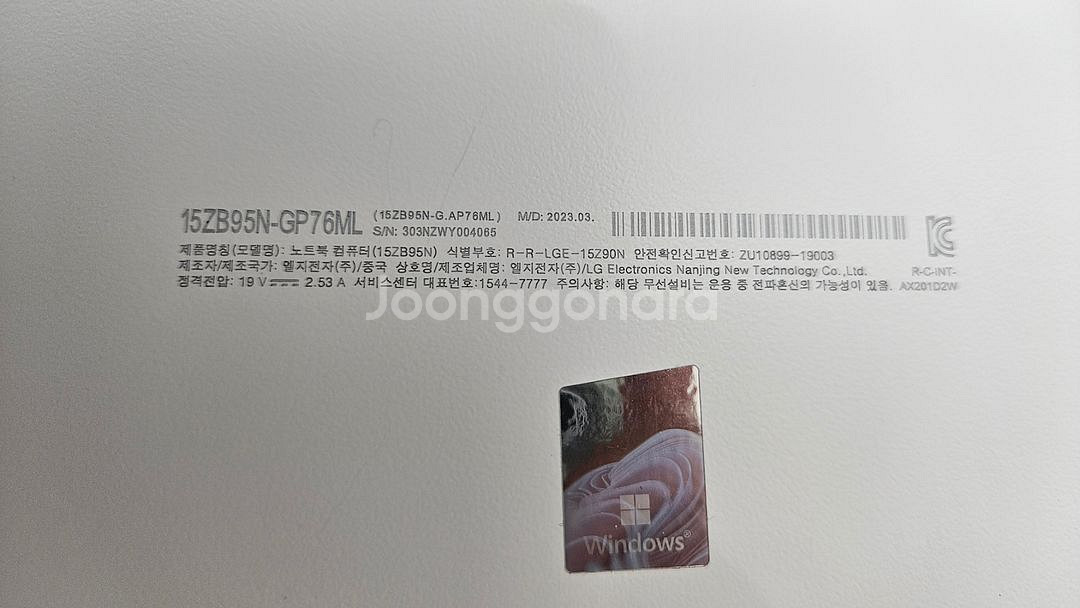 15ZB95N-GP76ML (15ZB95N-G.AP76ML) M/D: 2023.03.
S/N: 303NZWY004065
제품명칭(모델명): 노트북 컴퓨터(15ZB95N) 식별부호: R-R-LGE-15Z90N 안전확인신고번호: ZU10899-19003
제조자/제조국가: 엘지전자(주)/중국 상호명/제조업체명: 엘지전자(주)/LG Electronics Nanjing New Technology Co.,Ltd.
정격전압: 19 V⎓ 2.53 A 서비스센터 대표번호:1544-7777 주의사항: 해당 무선설비는 운용 중 전파혼신의 가능성이 있음.
R-C-INT-
AX201D2W
Joonggonara
Windows®